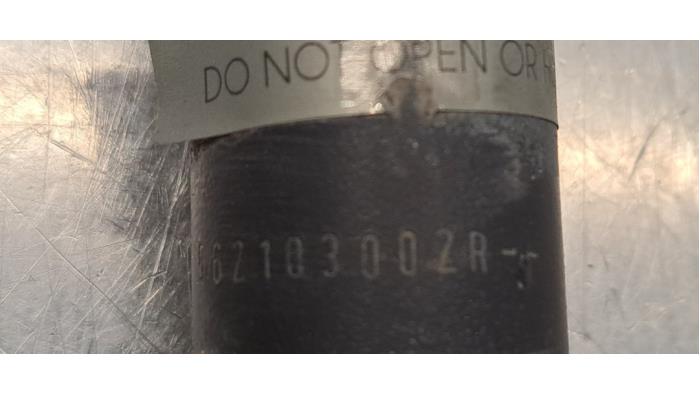 DO NOT OPEN OR
562103002R-